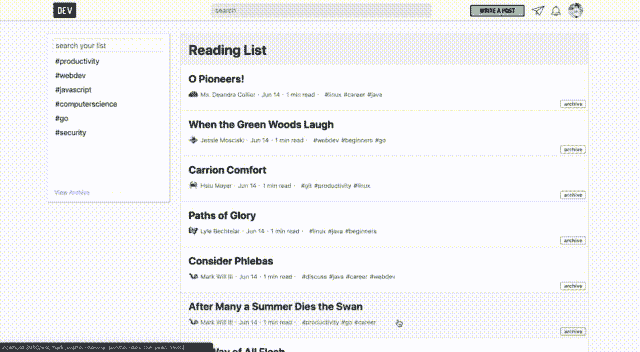 DEV
search
WRITE A POST
search your list
#productivity
#webdev
#javascript
#computerscience
#go
#security
View Archive
Reading List
O Pioneers!
Ms. Deandra Collier · Jun 14 · 1 min read · #linux #career #java
archive
When the Green Woods Laugh
Jessie Mosciski · Jun 14 · 1 min read · #webdev #beginners #go
archive
Carrion Comfort
Meyer · Jun 14 · 1 min read · #git #productivity #linux
archive
Paths of Glory
Lyle Bechtelar · Jun 14 · 1 min read · #linux #java #beginners
archive
Consider Phlebas
Mark Will III · Jun 14 · 1 min read · #discuss #java #career #webdev
archive
After Many a Summer Dies the Swan
Mark Will III · Jun 14 · 1 min read · #productivity #go #career
archive
Way of All Flesh